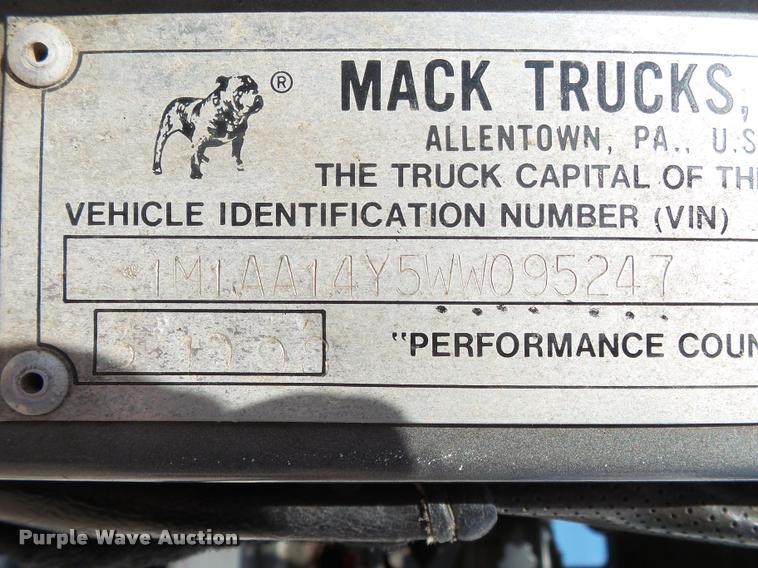 ®
MACK TRUCKS,
ALLENTOWN, PA., U.S
THE TRUCK CAPITAL OF TH
VEHICLE IDENTIFICATION NUMBER (VIN)
*1M1AA14Y5WW095247
"PERFORMANCE COUN
Purple Wave Auction